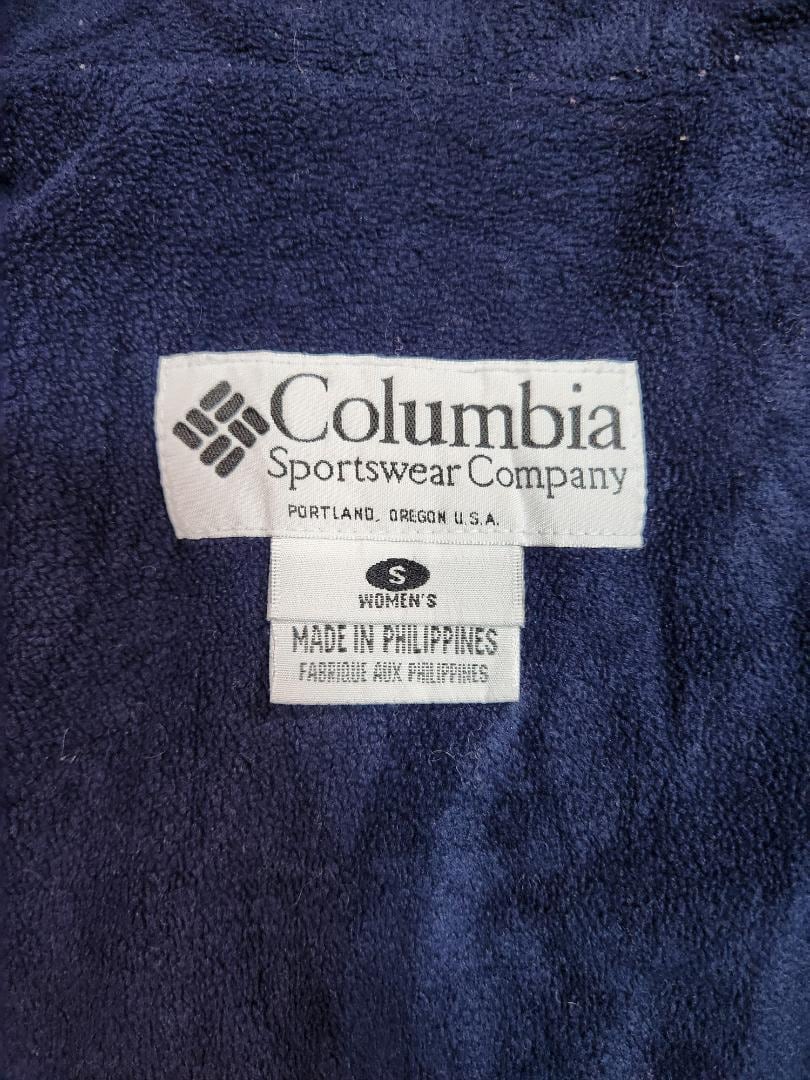 Columbia
Sportswear Company
PORTLAND, OREGON U.S.A.
S
WOMEN'S
MADE IN PHILIPPINES
FABRIQUE AUX PHILIPPINES